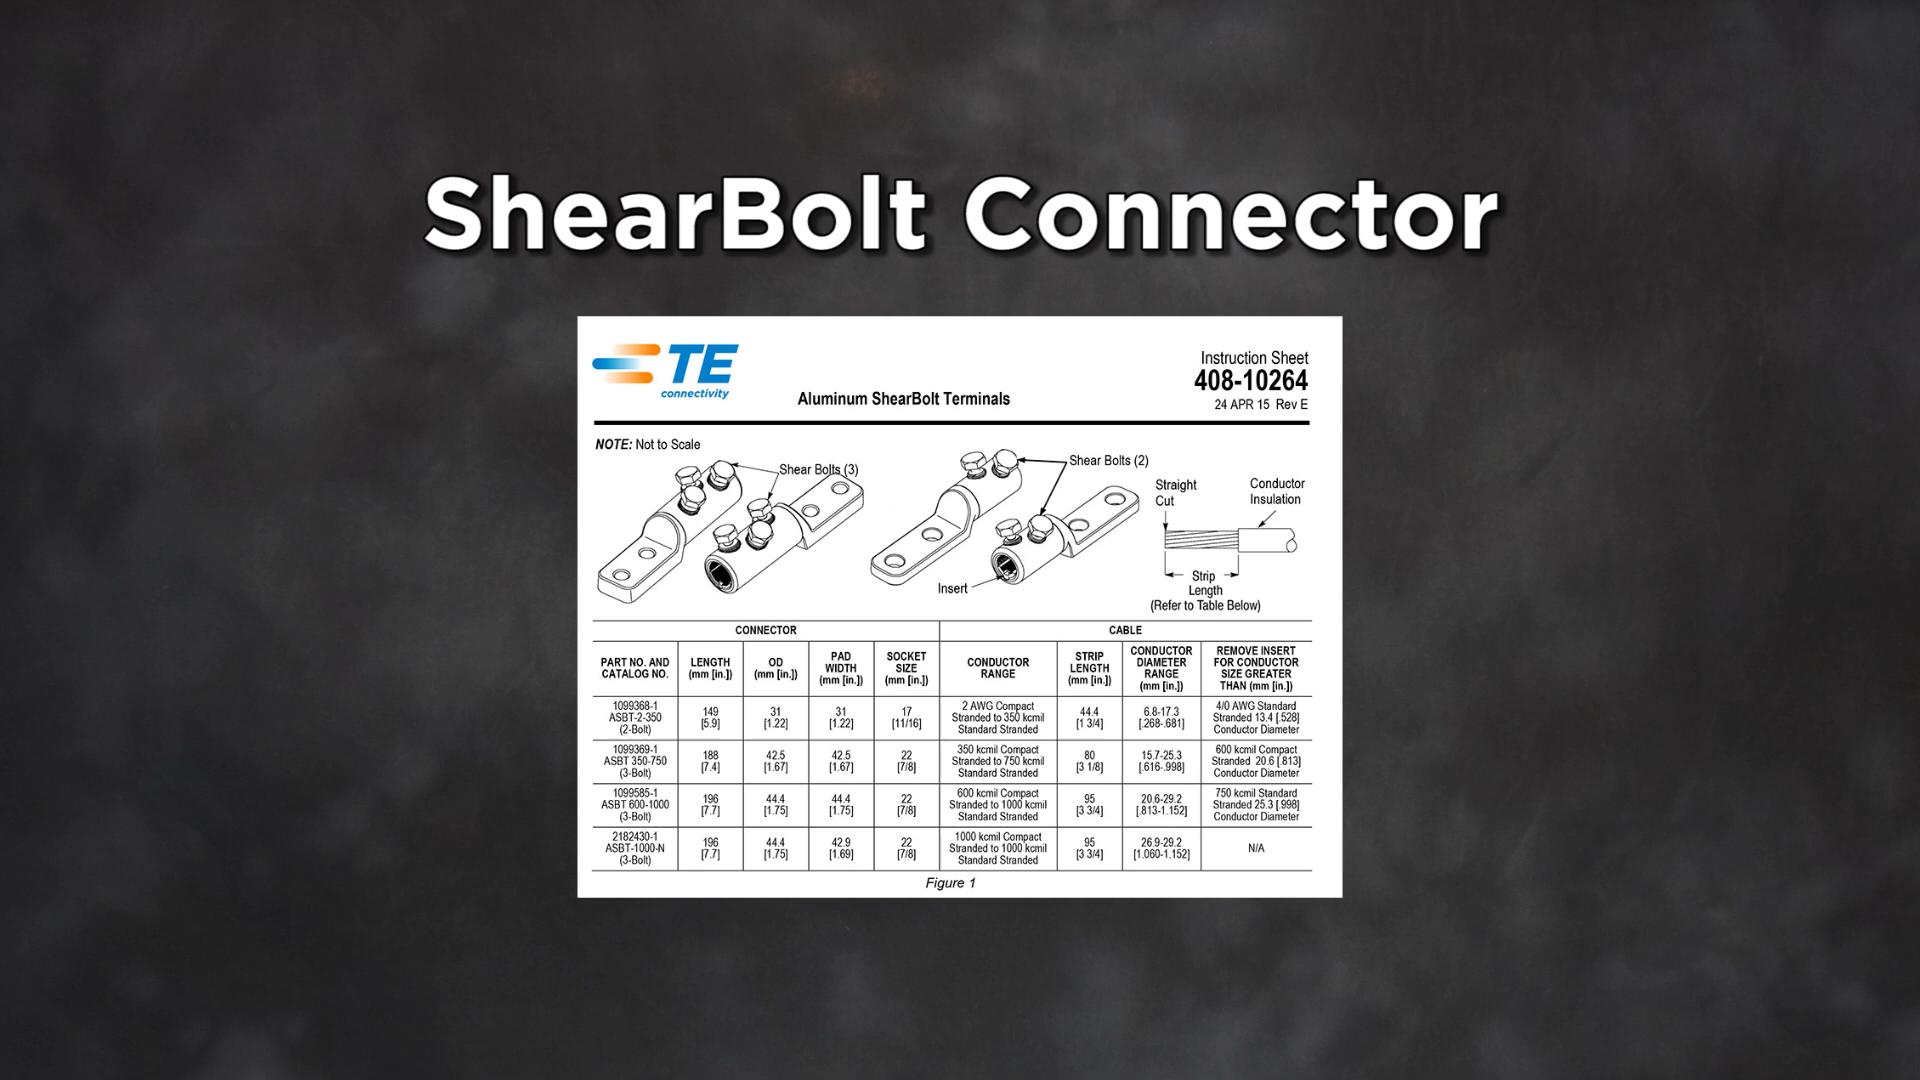 ShearBolt Connector
TE
connectivity
Aluminum ShearBolt Terminals
Instruction Sheet
408-10264
24 APR 15 Rev E
NOTE: Not to Scale
Shear Bolts (3)
Shear Bolts (2)
Straight
Cut
Conductor
Insulation
Insert
Strip
Length
(Refer to Table Below)
CONNECTOR
CABLE
PART NO. AND
CATALOG NO.
LENGTH
(mm [in.])
OD
(mm [in.])
PAD
WIDTH
(mm [in.])
SOCKET
SIZE
(mm [in.])
CONDUCTOR
RANGE
STRIP
LENGTH
(mm [in.])
CONDUCTOR
DIAMETER
RANGE
(mm [in.])
REMOVE INSERT
FOR CONDUCTOR
SIZE GREATER
THAN (mm [in.])
1099368-1
ASBT-2-350
(2-Bolt)
149
[5.9]
31
[1.22]
31
[1.22]
17
[11/16]
2 AWG Compact
Stranded to 350 kcmil
Standard Stranded
44.4
[1 3/4]
6.8-17.3
[.268-.681]
4/0 AWG Standard
Stranded 13.4 [.528]
Conductor Diameter
1099369-1
ASBT 350-750
(3-Bolt)
188
[7.4]
42.5
[1.67]
42.5
[1.67]
22
[7/8]
350 kcmil Compact
Stranded to 750 kcmil
Standard Stranded
80
[3 1/8]
15.7-25.3
[.616-.998]
600 kcmil Compact
Stranded 20.6 [.813]
Conductor Diameter
1099585-1
ASBT 600-1000
(3-Bolt)
196
[7.7]
44.4
[1.75]
44.4
[1.75]
22
[7/8]
600 kcmil Compact
Stranded to 1000 kcmil
Standard Stranded
95
[3 3/4]
20.6-29.2
[.813-1.152]
750 kcmil Standard
Stranded 25.3 [.998]
Conductor Diameter
2182430-1
ASBT-1000-N
(3-Bolt)
196
[7.7]
44.4
[1.75]
42.9
[1.69]
22
[7/8]
1000 kcmil Compact
Stranded to 1000 kcmil
Standard Stranded
95
[3 3/4]
26.9-29.2
[1.060-1.152]
N/A
Figure 1